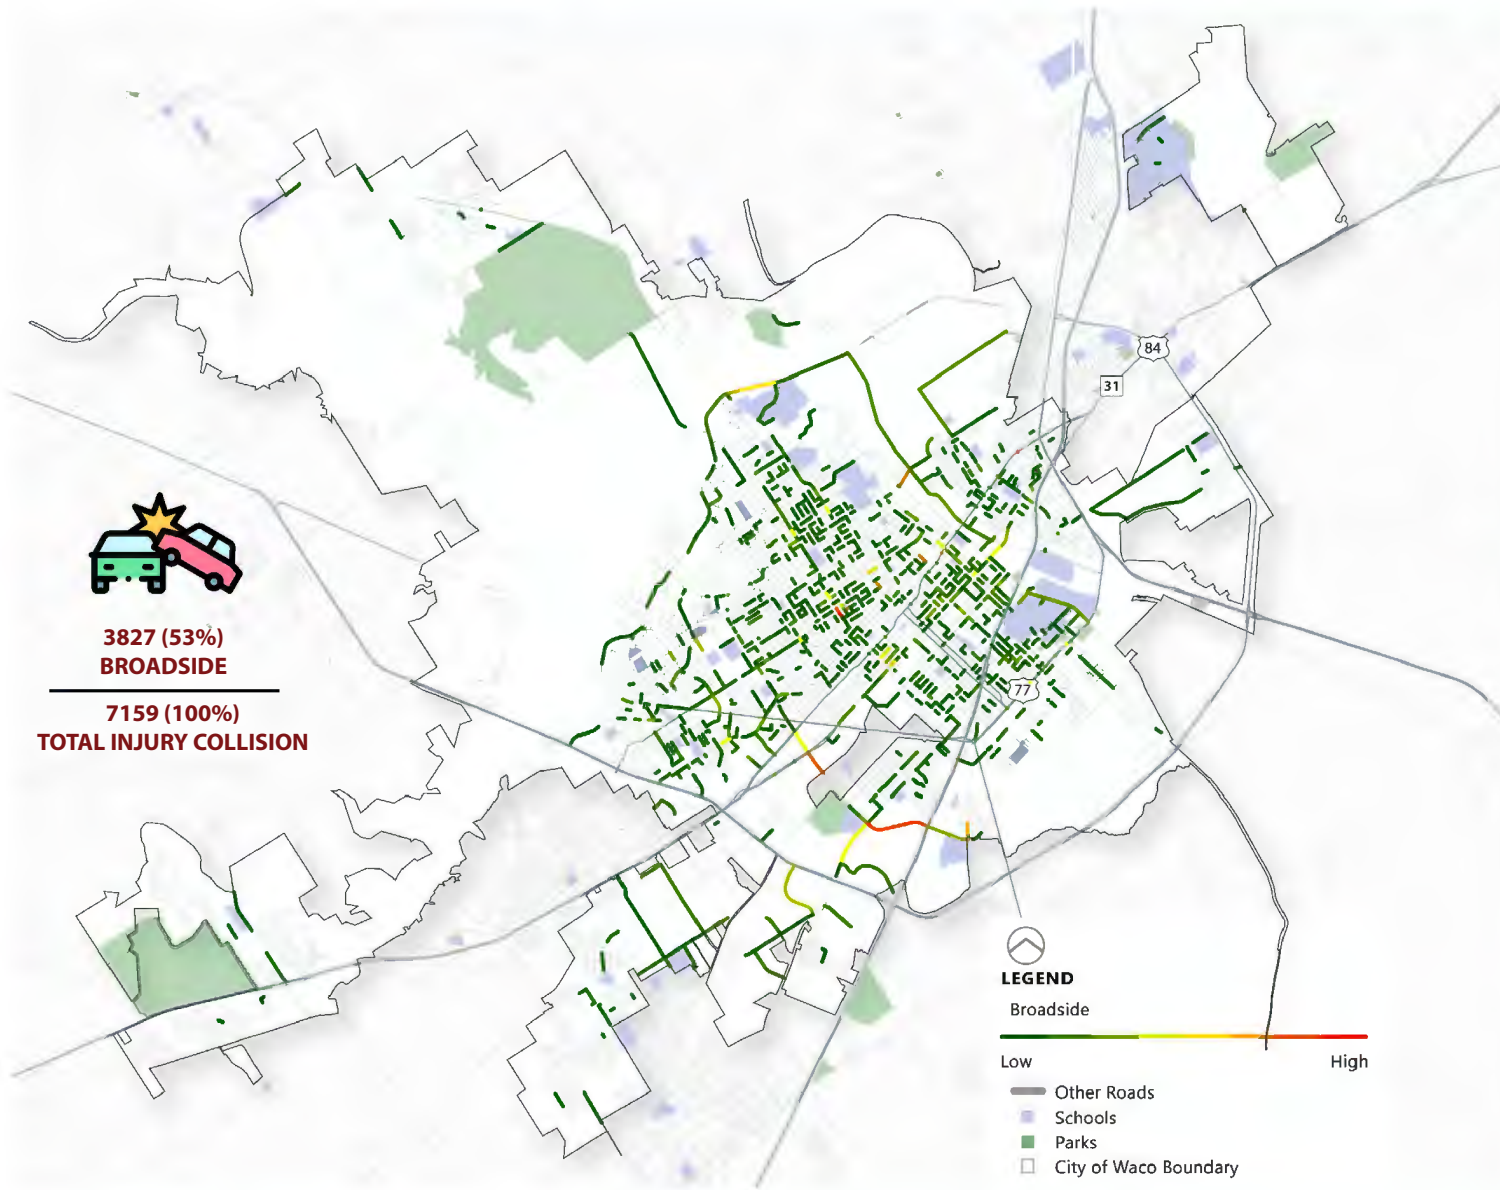 84
31
3827 (53%)
BROADSIDE
7159 (100%)
TOTAL INJURY COLLISION
77
LEGEND
Broadside
Low High
Other Roads
Schools
Parks
City of Waco Boundary